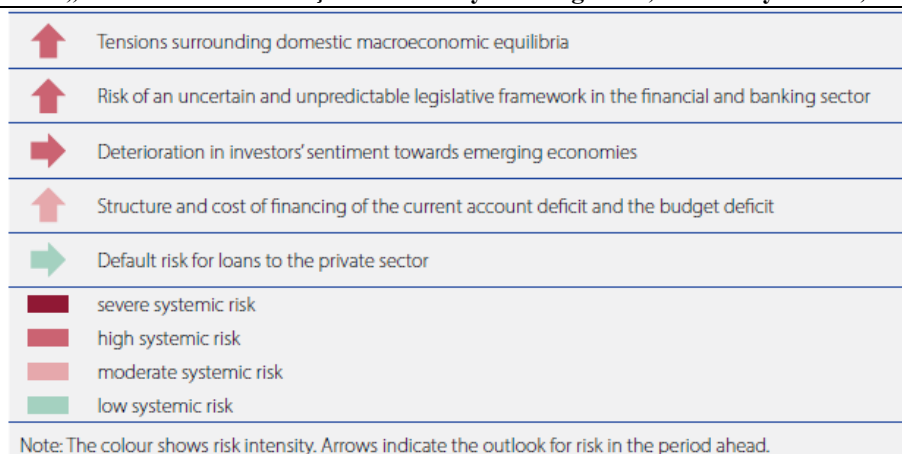 Tensions surrounding domestic macroeconomic equilibria
Risk of an uncertain and unpredictable legislative framework in the financial and banking sector
Deterioration in investors' sentiment towards emerging economies
Structure and cost of financing of the current account deficit and the budget deficit
Default risk for loans to the private sector
severe systemic risk
high systemic risk
moderate systemic risk
low systemic risk
Note: The colour shows risk intensity. Arrows indicate the outlook for risk in the period ahead.